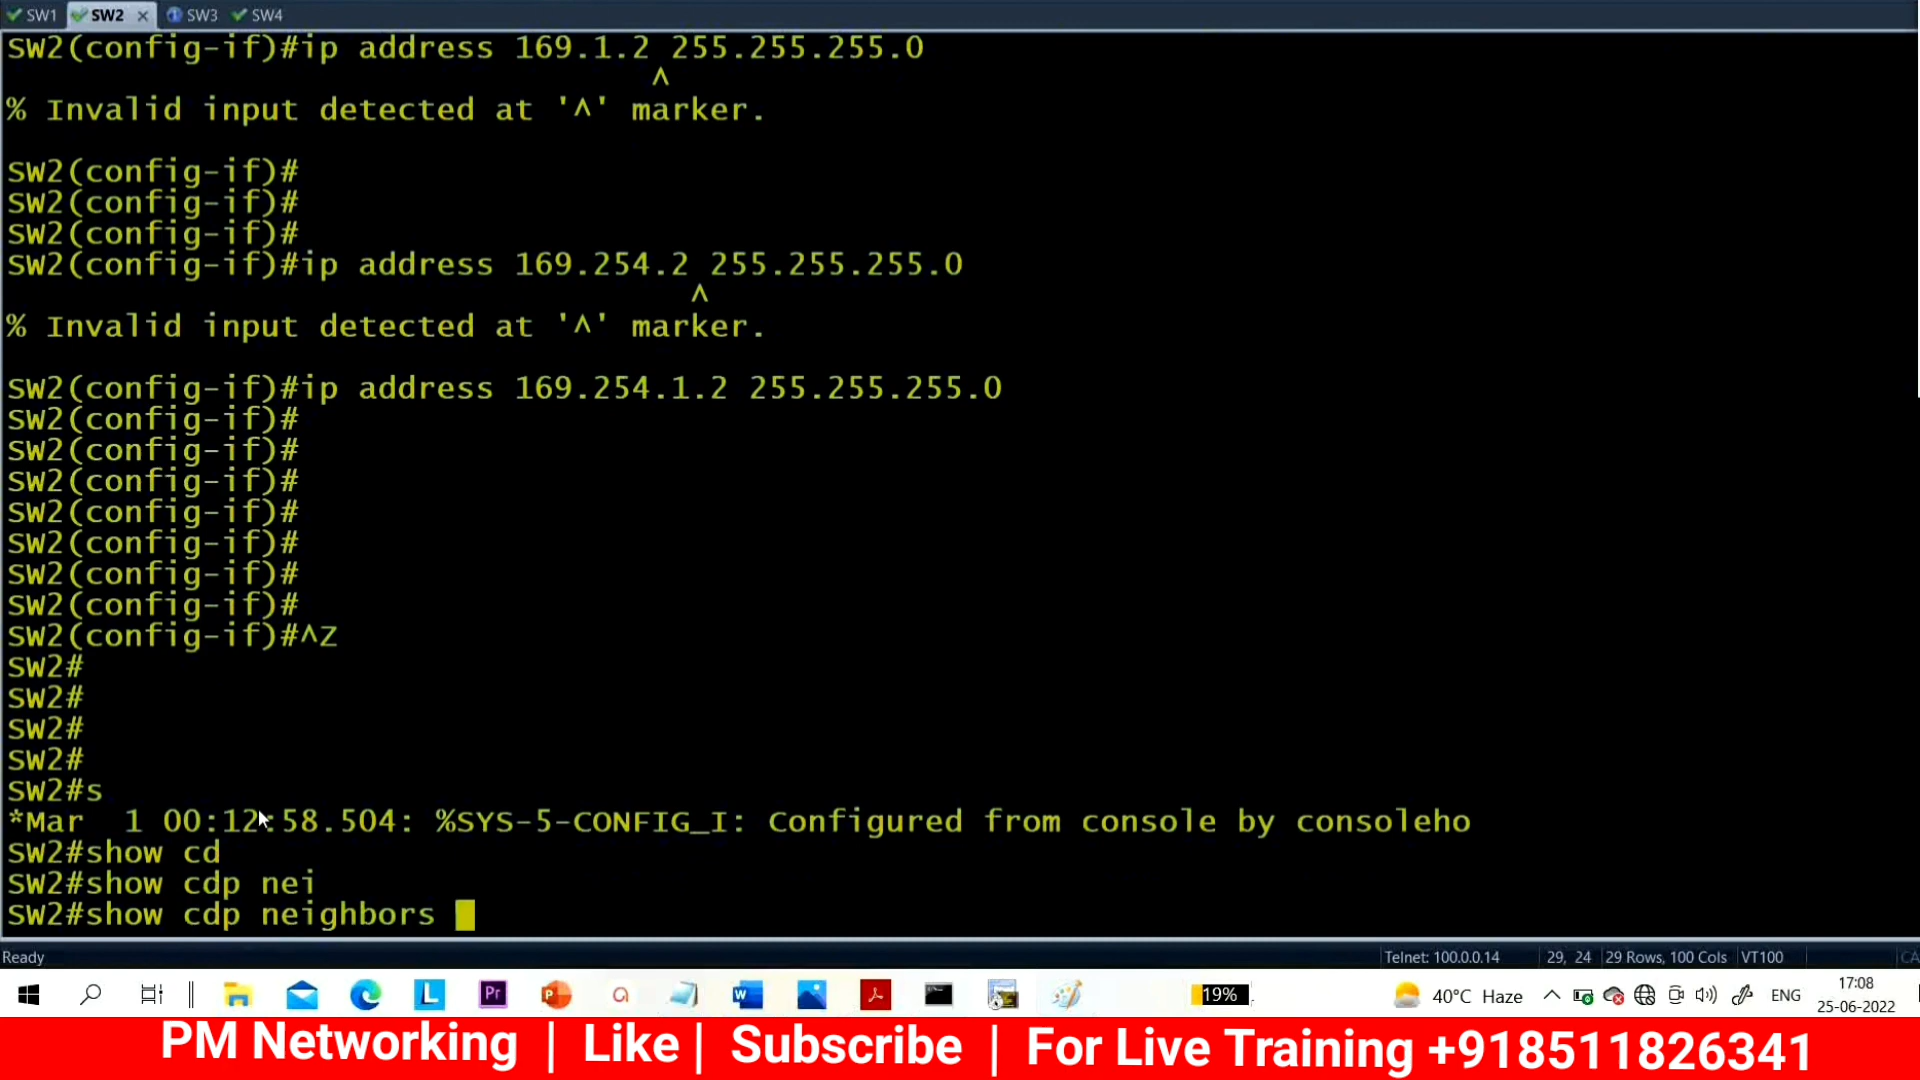 SW1 SW2 SW3 SW4
SW2(config-if)#ip address 169.1.2 255.255.255.0
^
% Invalid input detected at '^' marker.
SW2(config-if)#
SW2(config-if)#
SW2(config-if)#
SW2(config-if)#ip address 169.254.2 255.255.255.0
^
% Invalid input detected at '^' marker.
SW2(config-if)#ip address 169.254.1.2 255.255.255.0
SW2(config-if)#
SW2(config-if)#
SW2(config-if)#
SW2(config-if)#
SW2(config-if)#
SW2(config-if)#
SW2(config-if)#
SW2(config-if)#^Z
SW2#
SW2#
SW2#
SW2#
SW2#s
*Mar  1 00:12:58.504: %SYS-5-CONFIG_I: Configured from console by consoleho
SW2#show cd
SW2#show cdp nei
SW2#show cdp neighbors
Ready Telnet: 100.0.0.14 29, 24 29 Rows, 100 Cols VT100 CA
19% 40°C Haze ENG 17:08
25-06-2022
PM Networking | Like | Subscribe | For Live Training +918511826341